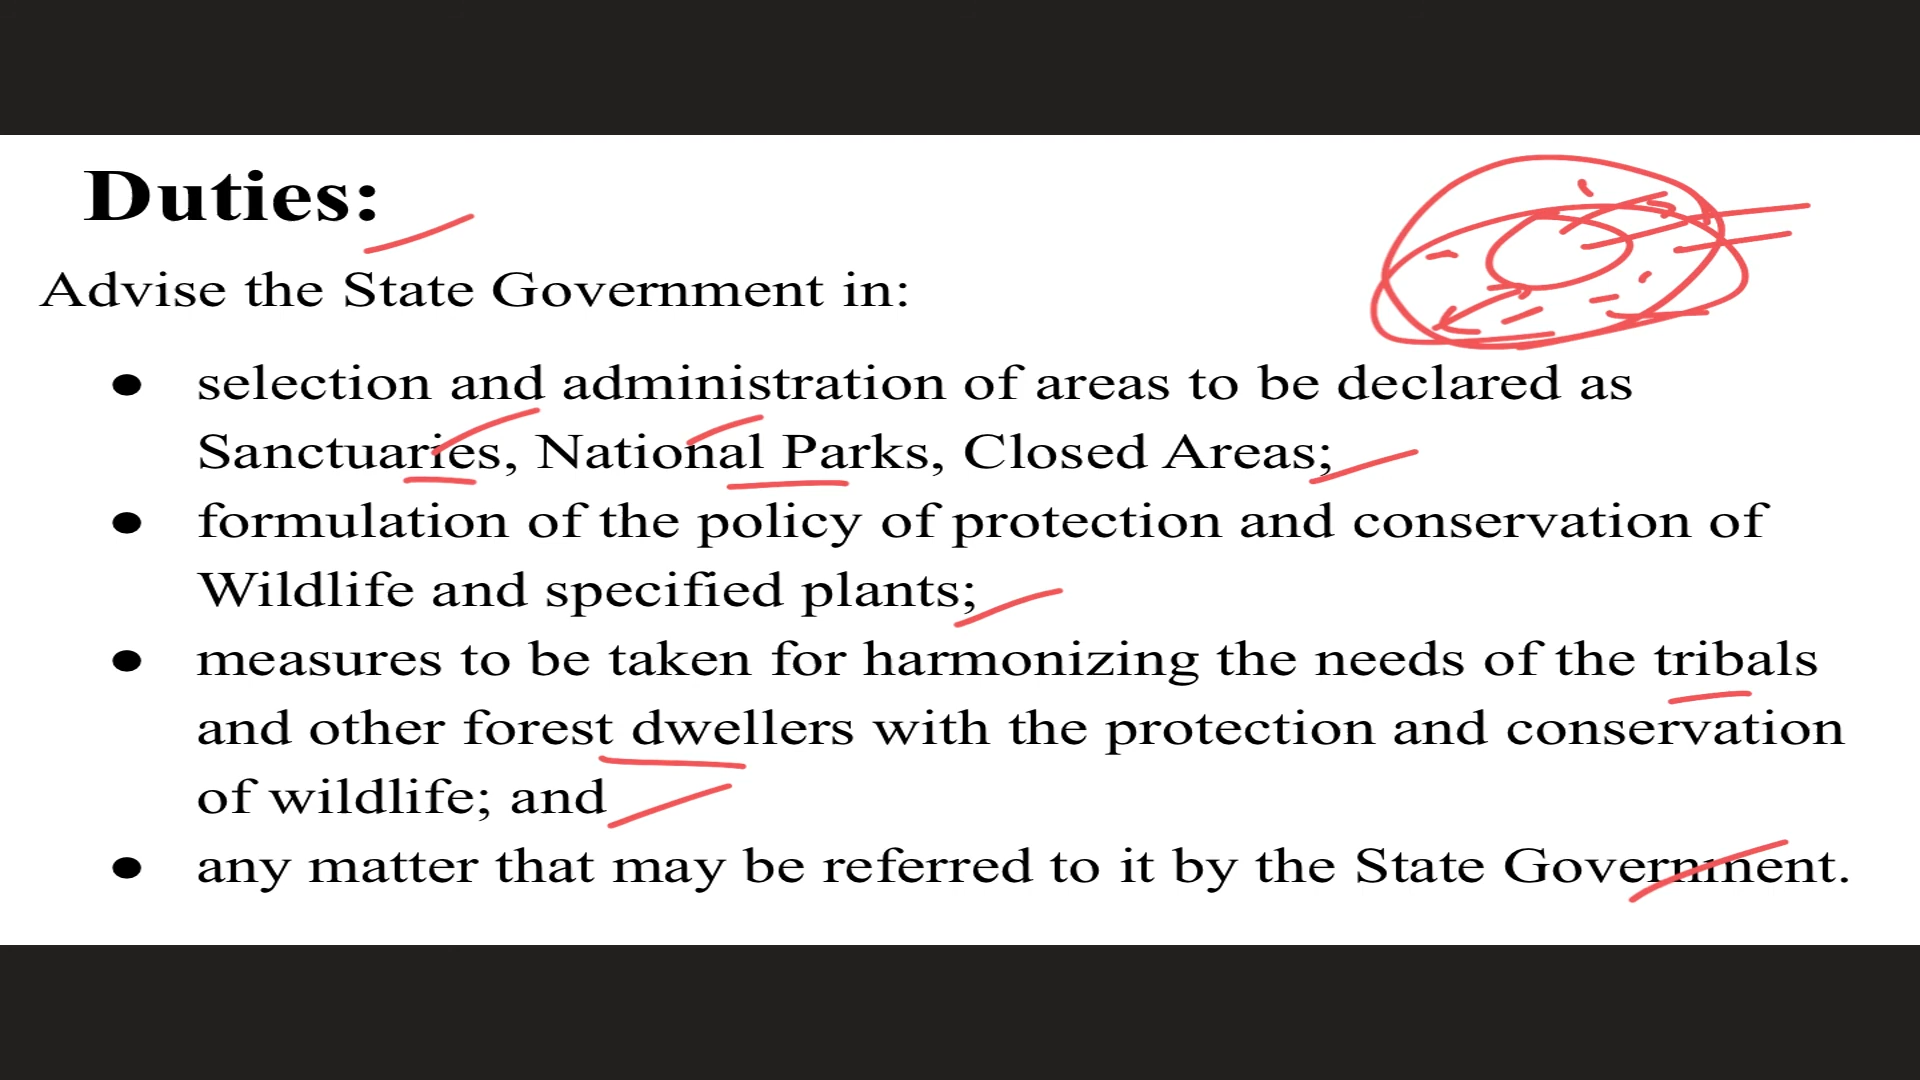 Duties:
Advise the State Government in:
● selection and administration of areas to be declared as
Sanctuaries, National Parks, Closed Areas;
● formulation of the policy of protection and conservation of
Wildlife and specified plants;
● measures to be taken for harmonizing the needs of the tribals
and other forest dwellers with the protection and conservation
of wildlife; and
● any matter that may be referred to it by the State Government.